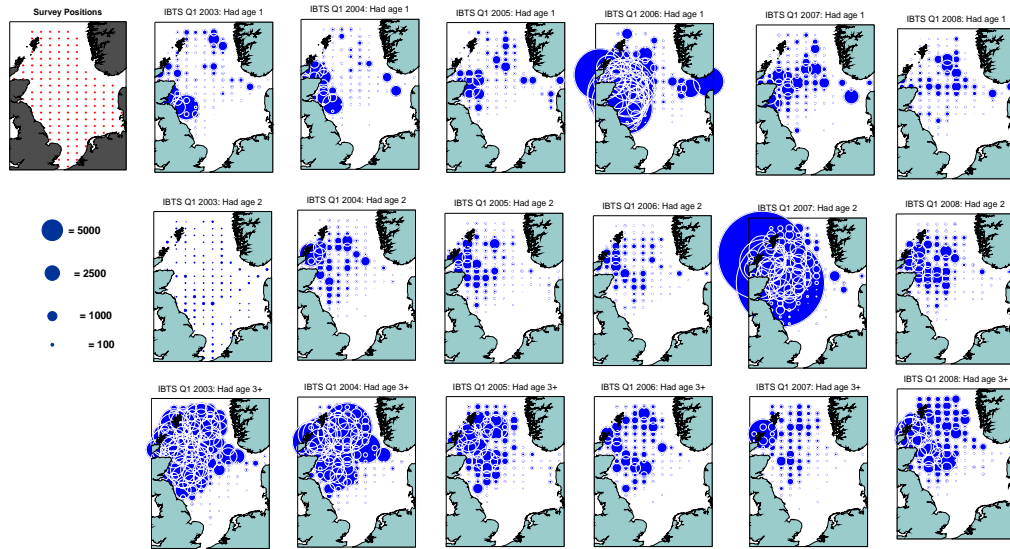 Survey Positions
IBTS Q1 2003: Had age 1
IBTS Q1 2004: Had age 1
IBTS Q1 2005: Had age 1
IBTS Q1 2006: Had age 1
IBTS Q1 2007: Had age 1
IBTS Q1 2008: Had age 1
IBTS Q1 2003: Had age 2
IBTS Q1 2004: Had age 2
IBTS Q1 2005: Had age 2
IBTS Q1 2006: Had age 2
IBTS Q1 2007: Had age 2
IBTS Q1 2008: Had age 2
= 5000
= 2500
= 1000
= 100
IBTS Q1 2003: Had age 3+
IBTS Q1 2004: Had age 3+
IBTS Q1 2005: Had age 3+
IBTS Q1 2006: Had age 3+
IBTS Q1 2007: Had age 3+
IBTS Q1 2008: Had age 3+